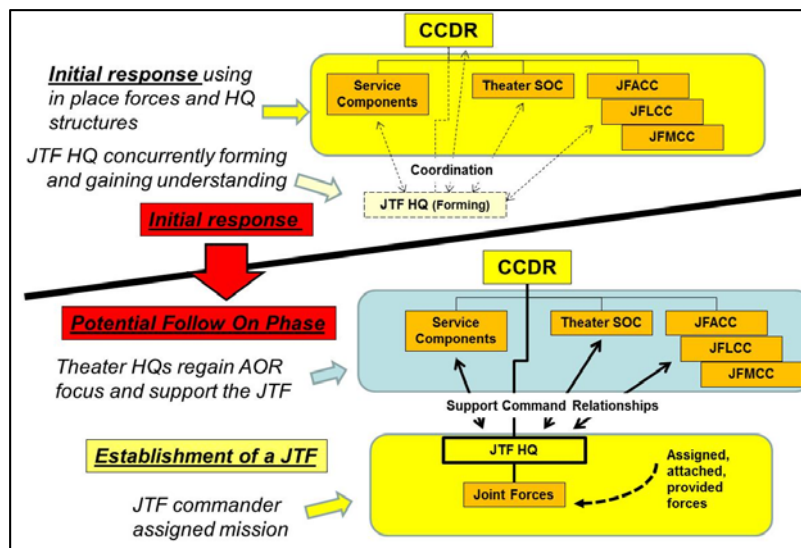 CCDR
Initial response using
in place forces and HQ
structures
Service
Components
Theater SOC
JFACC
JFLCC
JFMCC
JTF HQ concurrently forming
and gaining understanding
Coordination
JTF HQ (Forming)
Initial response
CCDR
Potential Follow On Phase
Service
Components
Theater SOC
JFACC
JFLCC
JFMCC
Theater HQs regain AOR
focus and support the JTF
Support Command Relationships
Establishment of a JTF
JTF HQ
Joint Forces
Assigned,
attached,
provided
forces
JTF commander
assigned mission